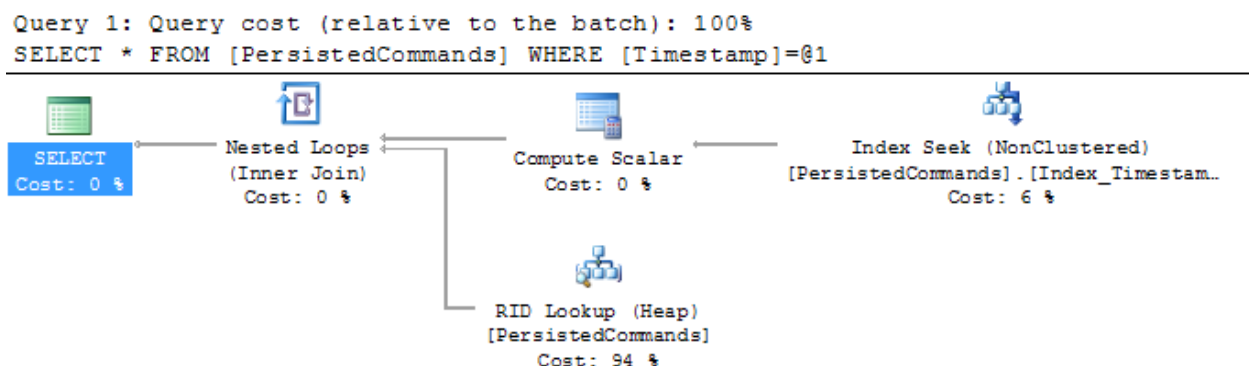 Query 1: Query cost (relative to the batch): 100%
SELECT * FROM [PersistedCommands] WHERE [Timestamp]=@1
SELECT
Cost: 0 %
Nested Loops
(Inner Join)
Cost: 0 %
Compute Scalar
Cost: 0 %
Index Seek (NonClustered)
[PersistedCommands].[Index_Timestam…
Cost: 6 %
RID Lookup (Heap)
[PersistedCommands]
Cost: 94 %